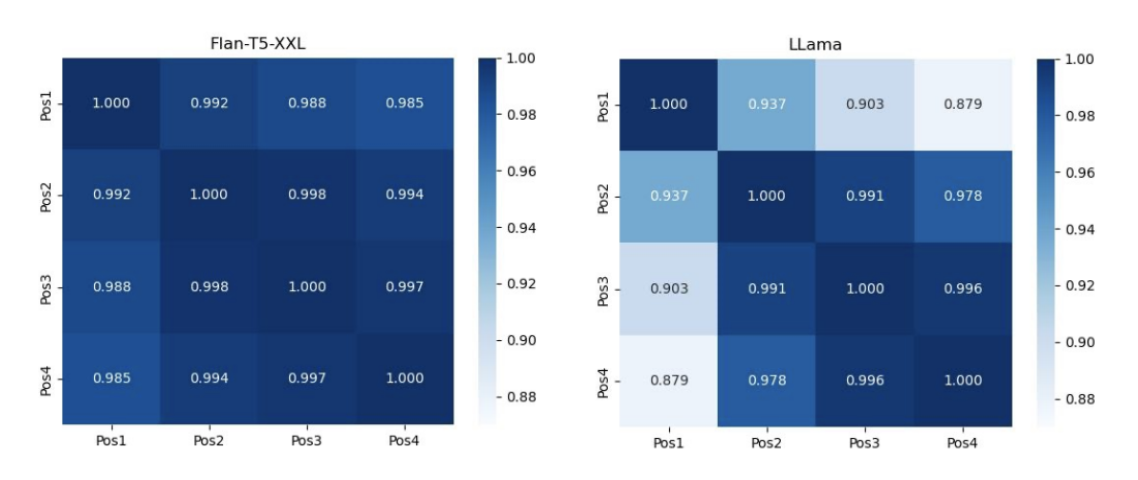 Flan-T5-XXL
Pos1 1.000 0.992 0.988 0.985
Pos2 0.992 1.000 0.998 0.994
Pos3 0.988 0.998 1.000 0.997
Pos4 0.985 0.994 0.997 1.000
Pos1 Pos2 Pos3 Pos4
1.00
0.98
0.96
0.94
0.92
0.90
0.88
LLama
Pos1 1.000 0.937 0.903 0.879
Pos2 0.937 1.000 0.991 0.978
Pos3 0.903 0.991 1.000 0.996
Pos4 0.879 0.978 0.996 1.000
Pos1 Pos2 Pos3 Pos4
1.00
0.98
0.96
0.94
0.92
0.90
0.88